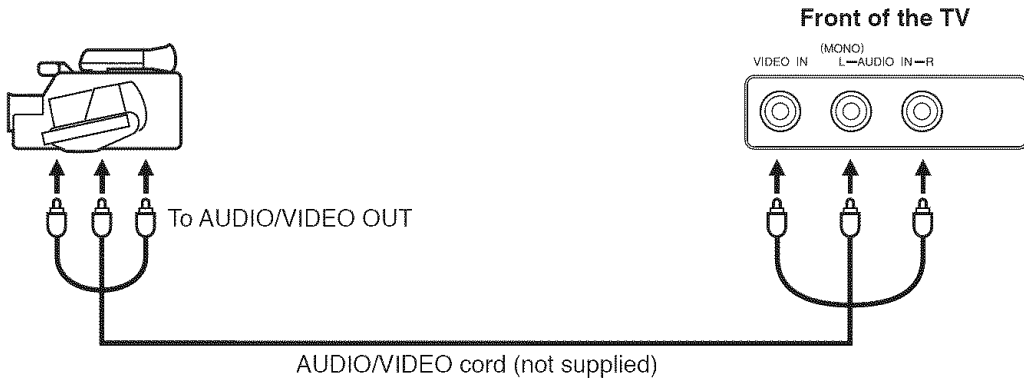 Front of the TV
(MONO)
VIDEO IN L–AUDIO IN–R
To AUDIO/VIDEO OUT
AUDIO/VIDEO cord (not supplied)